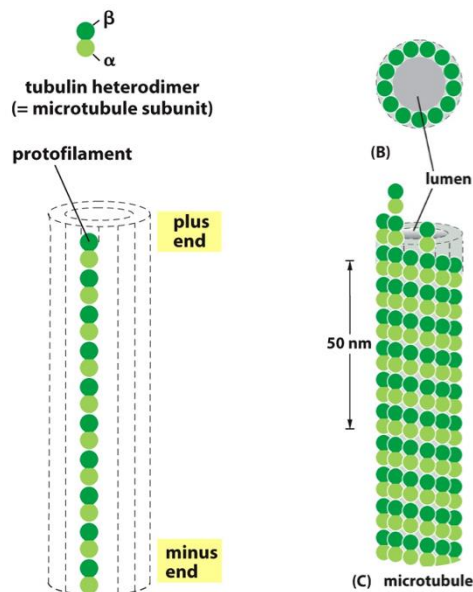 β
α
tubulin heterodimer
(= microtubule subunit)
protofilament
plus
end
minus
end
(B)
lumen
50 nm
(C) microtubule